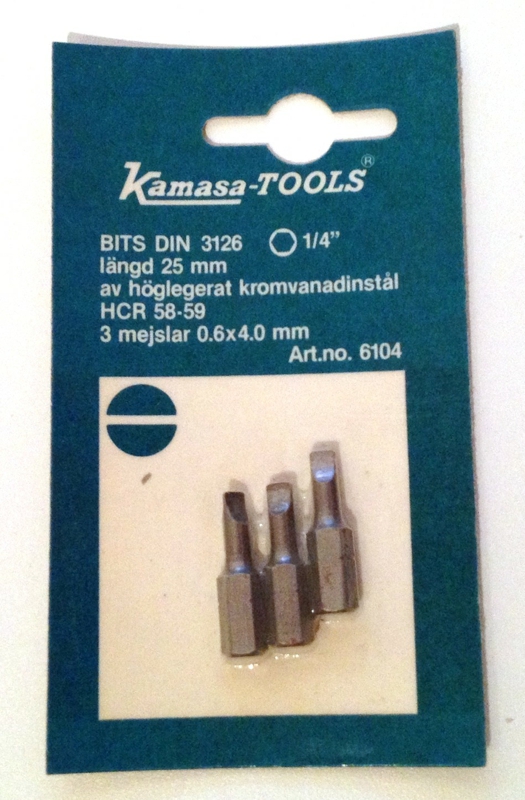 Kamasa-TOOLS®
BITS DIN 3126 1/4”
längd 25 mm
av höglegerat kromvanadinstål
HCR 58-59
3 mejslar 0.6x4.0 mm
Art.no. 6104